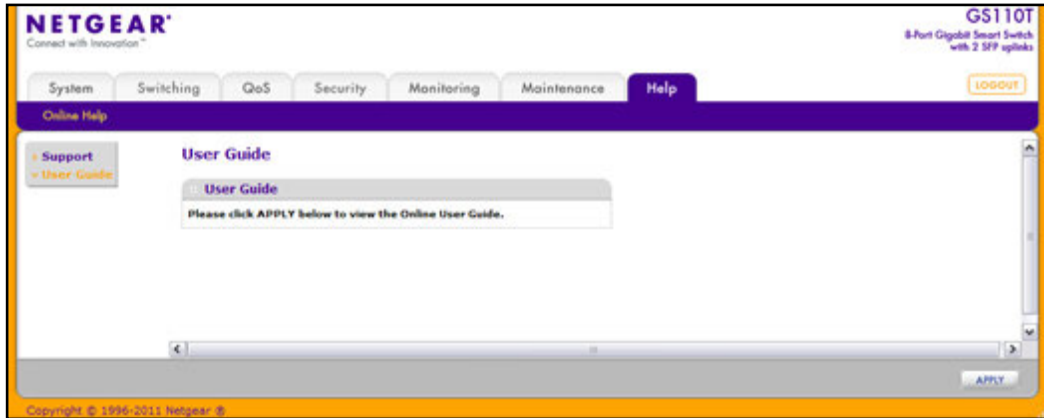 NETGEAR®
Connect with Innovation™
GS110T
8-Port Gigabit Smart Switch
with 2 SFP uplinks
System Switching QoS Security Monitoring Maintenance Help
LOGOUT
Online Help
Support
User Guide
User Guide
User Guide
Please click APPLY below to view the Online User Guide.
APPLY
Copyright © 1996-2011 Netgear ®